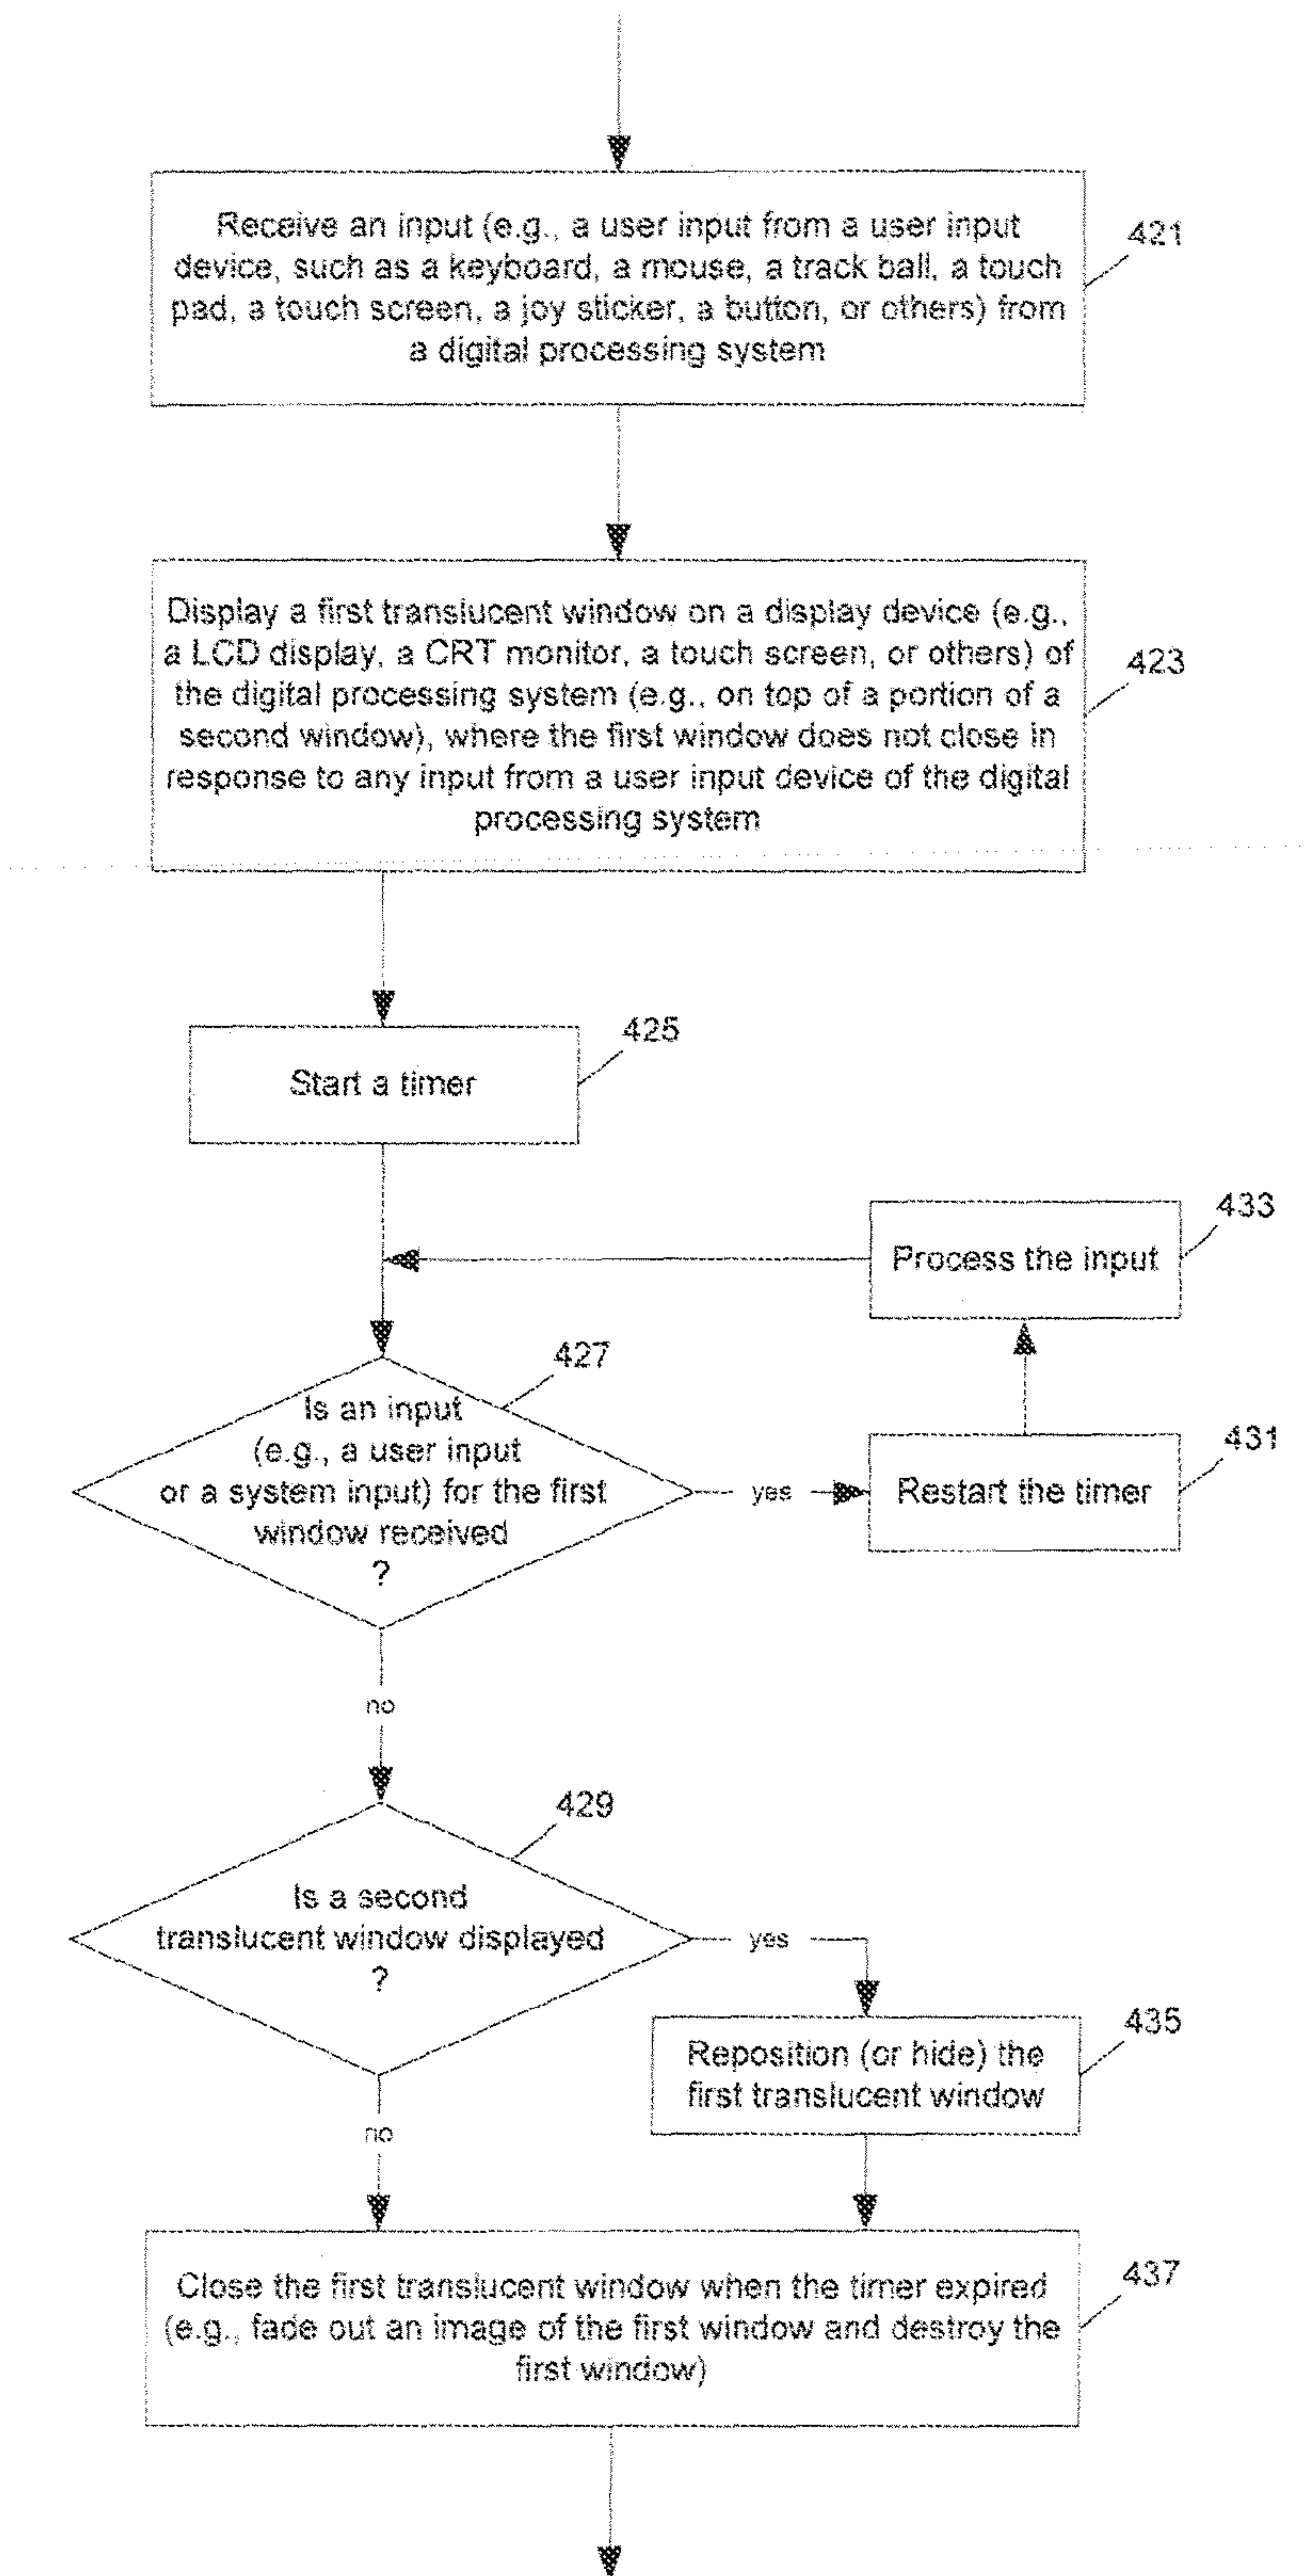 Receive an input (e.g., a user input from a user input
device, such as a keyboard, a mouse, a track ball, a touch
pad, a touch screen, a joy sticker, a button, or others) from
a digital processing system
421
Display a first translucent window on a display device (e.g.,
a LCD display, a CRT monitor, a touch screen, or others) of
the digital processing system (e.g., on top of a portion of a
second window), where the first window does not close in
response to any input from a user input device of the digital
processing system
423
Start a timer
425
Process the input
433
Is an input
(e.g., a user input
or a system input) for the first
window received
?
427
yes
Restart the timer
431
no
Is a second
translucent window displayed
?
429
yes
Reposition (or hide) the
first translucent window
435
no
Close the first translucent window when the timer expired
(e.g., fade out an image of the first window and destroy the
first window)
437